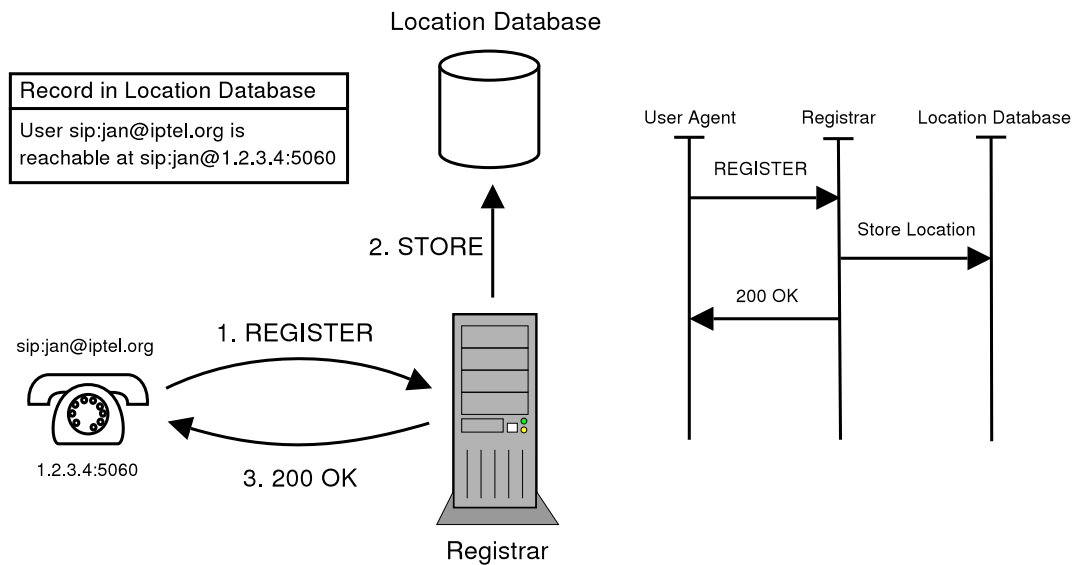 Location Database
Record in Location Database
User sip:jan@iptel.org is
reachable at sip:jan@1.2.3.4:5060
2. STORE
1. REGISTER
sip:jan@iptel.org
1.2.3.4:5060
3. 200 OK
Registrar
User Agent
Registrar
Location Database
REGISTER
Store Location
200 OK